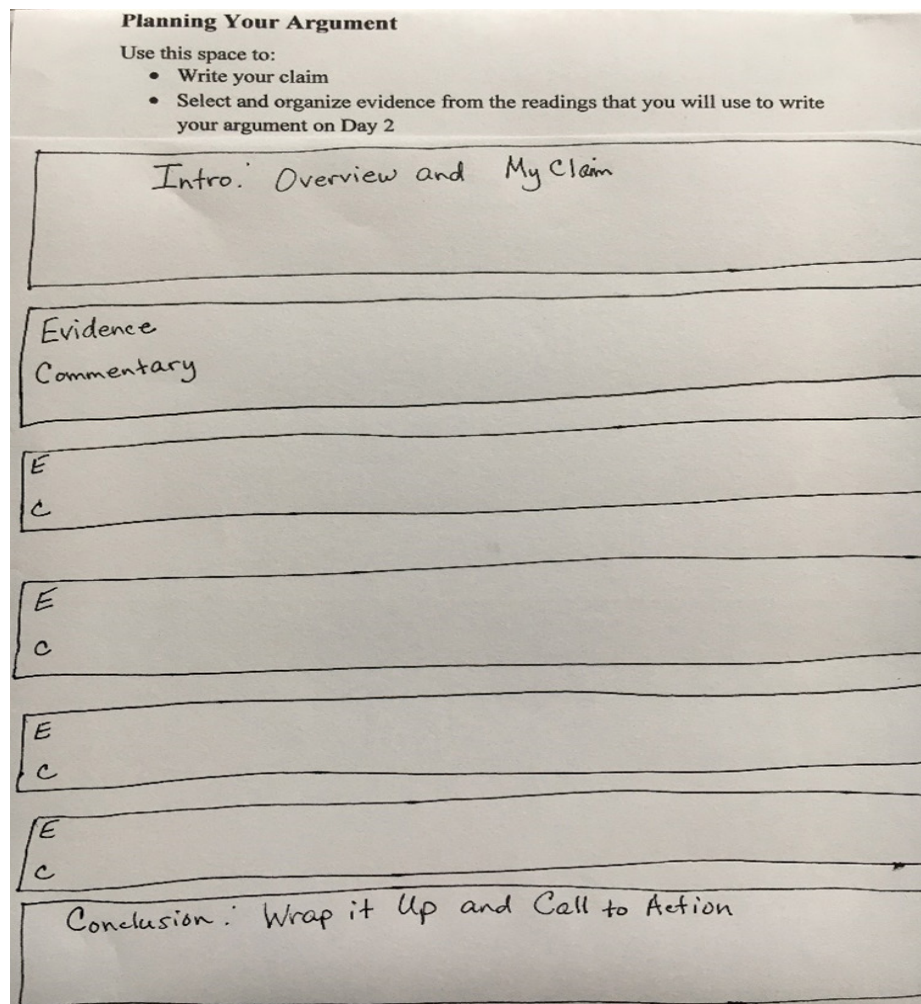 Planning Your Argument
Use this space to:
• Write your claim
• Select and organize evidence from the readings that you will use to write
your argument on Day 2
Intro: Overview and My Claim
Evidence
Commentary
E
C
E
C
E
C
E
C
Conclusion: Wrap it Up and Call to Action